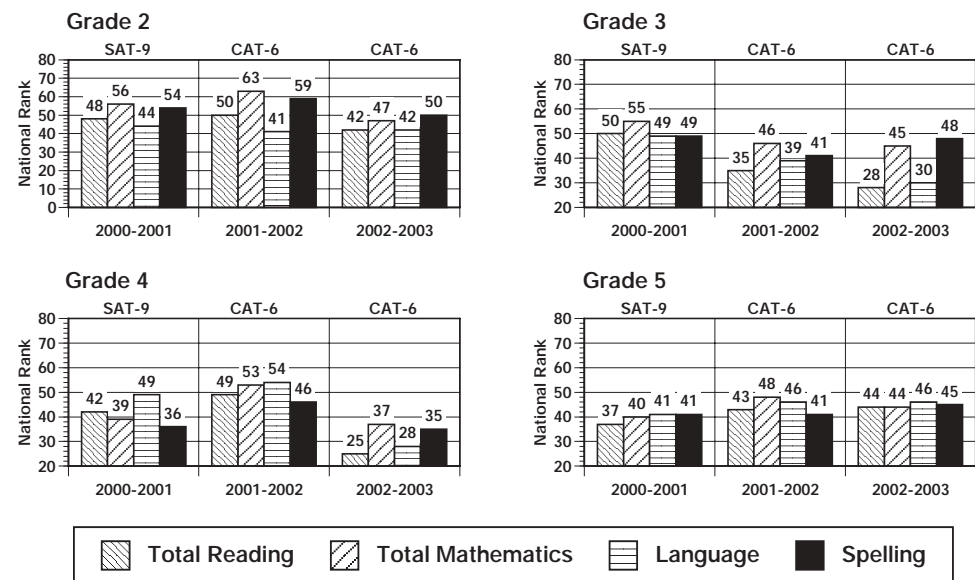 Grade 2
SAT-9 CAT-6 CAT-6
National Rank
80
70
60
50
40
30
20
10
0
48 56 44 54
50 63 41 59
42 47 42 50
2000-2001 2001-2002 2002-2003
Grade 3
SAT-9 CAT-6 CAT-6
National Rank
80
70
60
50
40
30
20
50 55 49 49
35 46 39 41
28 45 30 48
2000-2001 2001-2002 2002-2003
Grade 4
SAT-9 CAT-6 CAT-6
National Rank
80
70
60
50
40
30
20
42 39 49 36
49 53 54 46
25 37 28 35
2000-2001 2001-2002 2002-2003
Grade 5
SAT-9 CAT-6 CAT-6
National Rank
80
70
60
50
40
30
20
37 40 41 41
43 48 46 41
44 44 46 45
2000-2001 2001-2002 2002-2003
Total Reading Total Mathematics Language Spelling